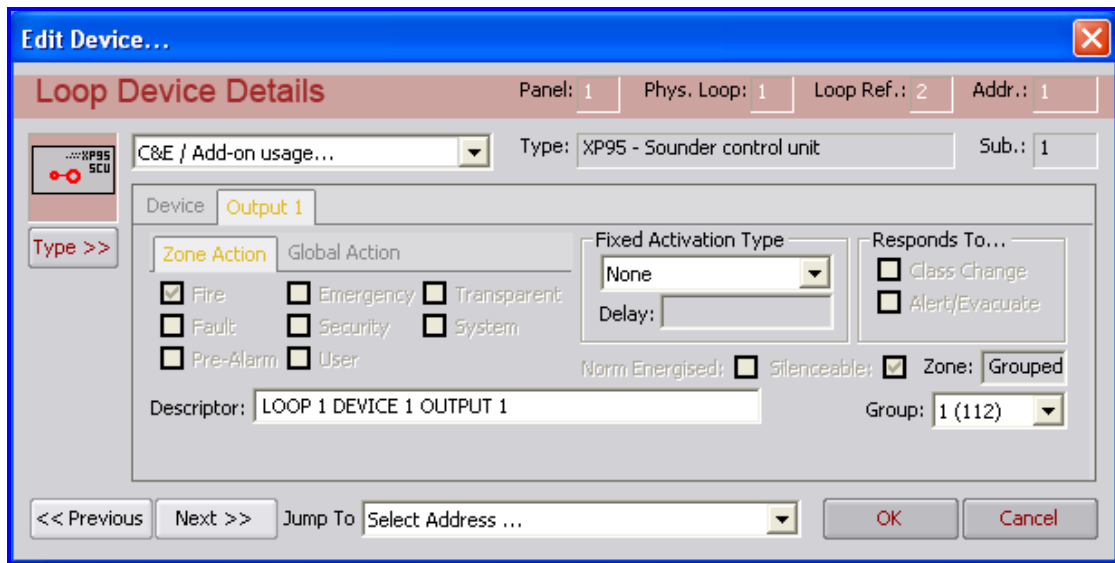 Edit Device...
Loop Device Details Panel: 1 Phys. Loop: 1 Loop Ref.: 2 Addr.: 1
XP95 SCU
C&E / Add-on usage... Type: XP95 - Sounder control unit Sub.: 1
Type >>
Device Output 1
Zone Action Global Action
Fire Emergency Transparent
Fault Security System
Pre-Alarm User
Fixed Activation Type
None
Delay:
Responds To...
Class Change
Alert/Evacuate
Norm Energised: Silenceable: Zone: Grouped
Descriptor: LOOP 1 DEVICE 1 OUTPUT 1 Group: 1 (112)
<< Previous Next >> Jump To Select Address ... OK Cancel